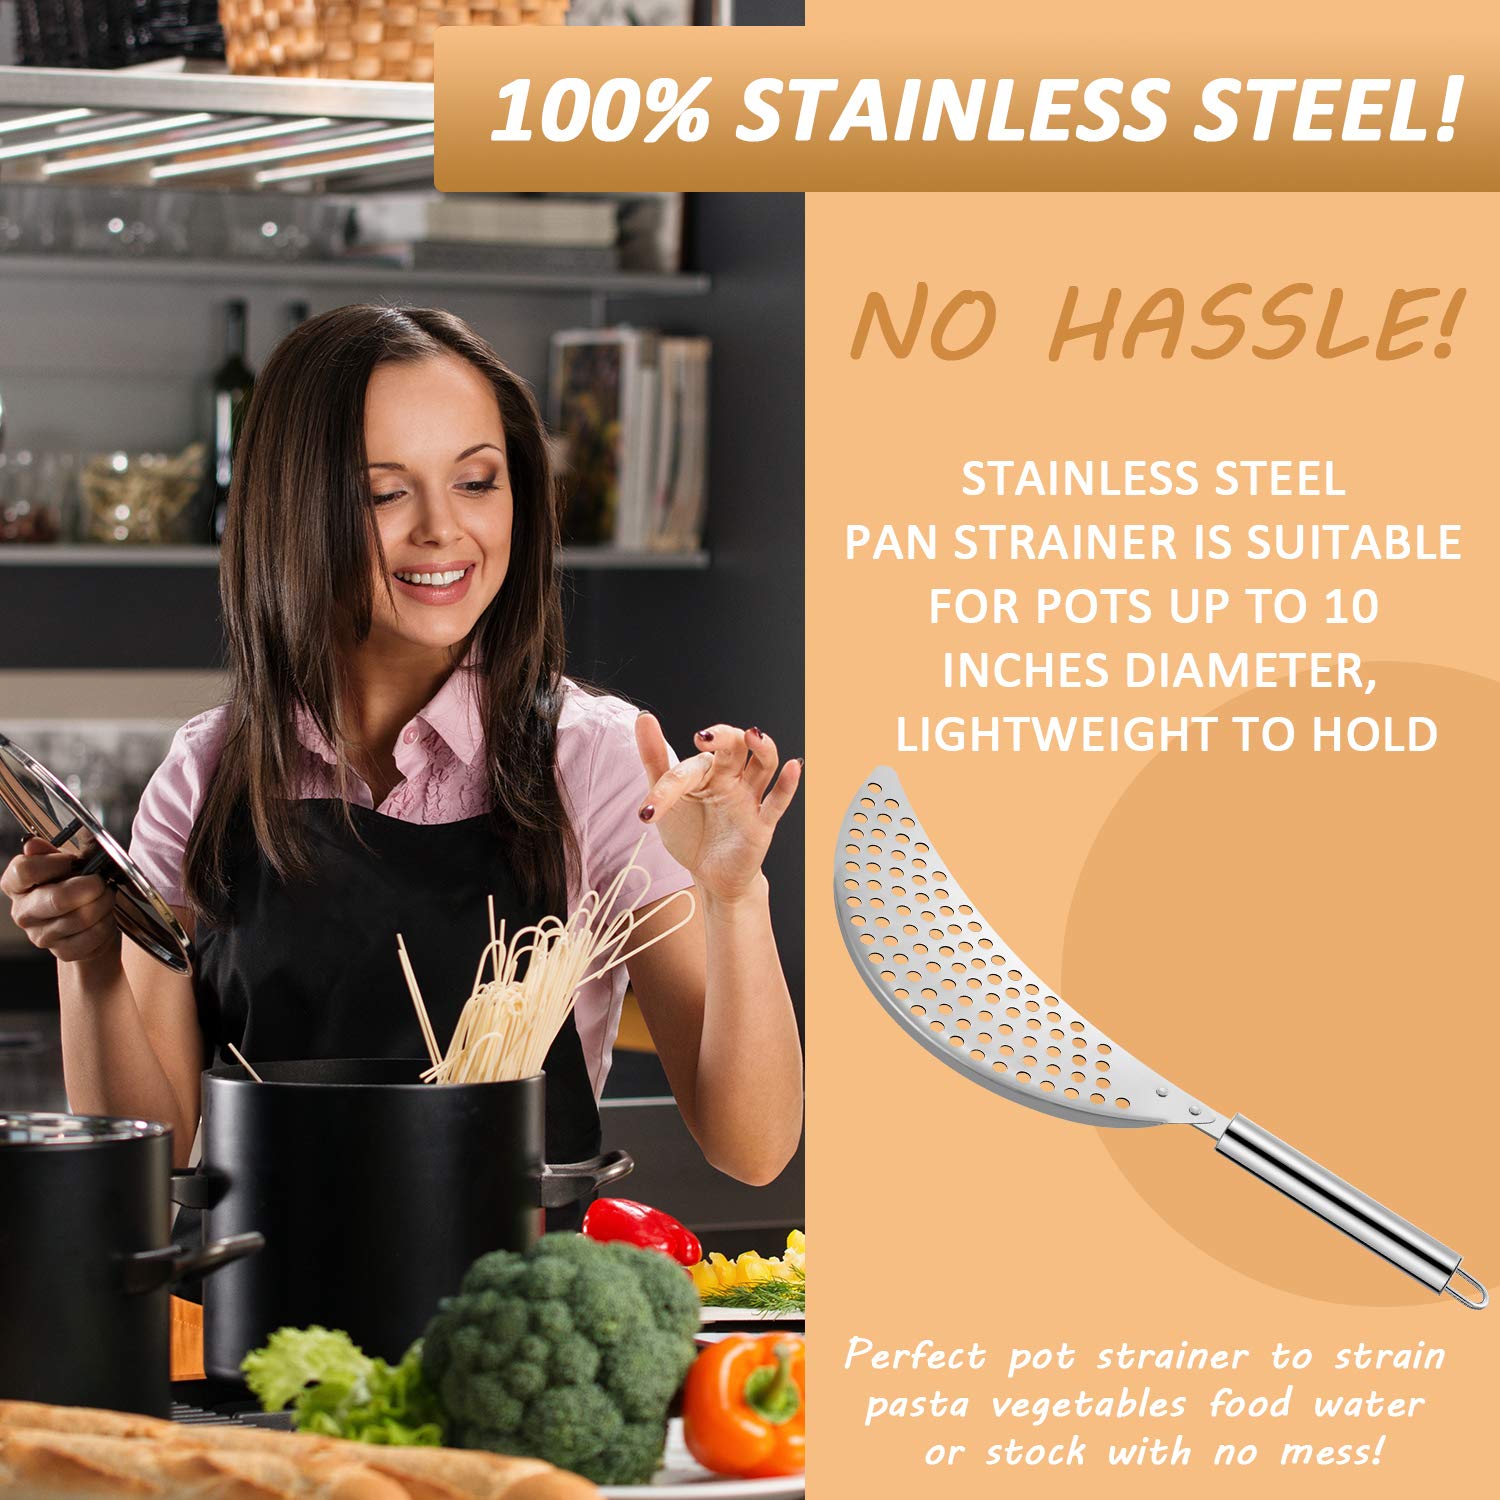 100% STAINLESS STEEL!
NO HASSLE!
STAINLESS STEEL
PAN STRAINER IS SUITABLE
FOR POTS UP TO 10
INCHES DIAMETER,
LIGHTWEIGHT TO HOLD
Perfect pot strainer to strain
pasta vegetables food water
or stock with no mess!